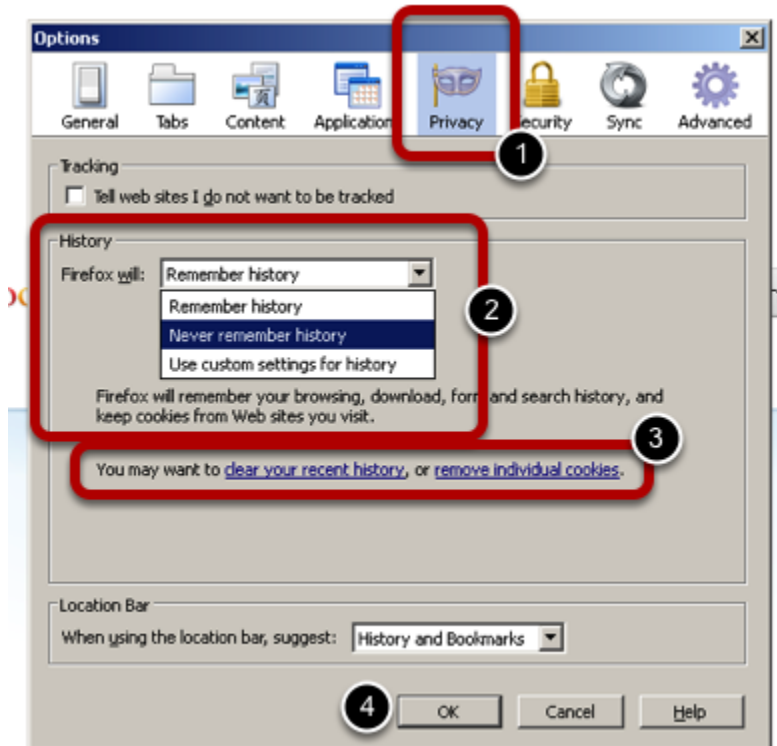 Options
General Tabs Content Application Privacy Security Sync Advanced
1
Tracking
Tell web sites I do not want to be tracked
History
Firefox will: Remember history
Remember history
2
Never remember history
Use custom settings for history
Firefox will remember your browsing, download, form and search history, and
keep cookies from Web sites you visit.
3
You may want to clear your recent history, or remove individual cookies.
Location Bar
When using the location bar, suggest: History and Bookmarks
4 OK Cancel Help